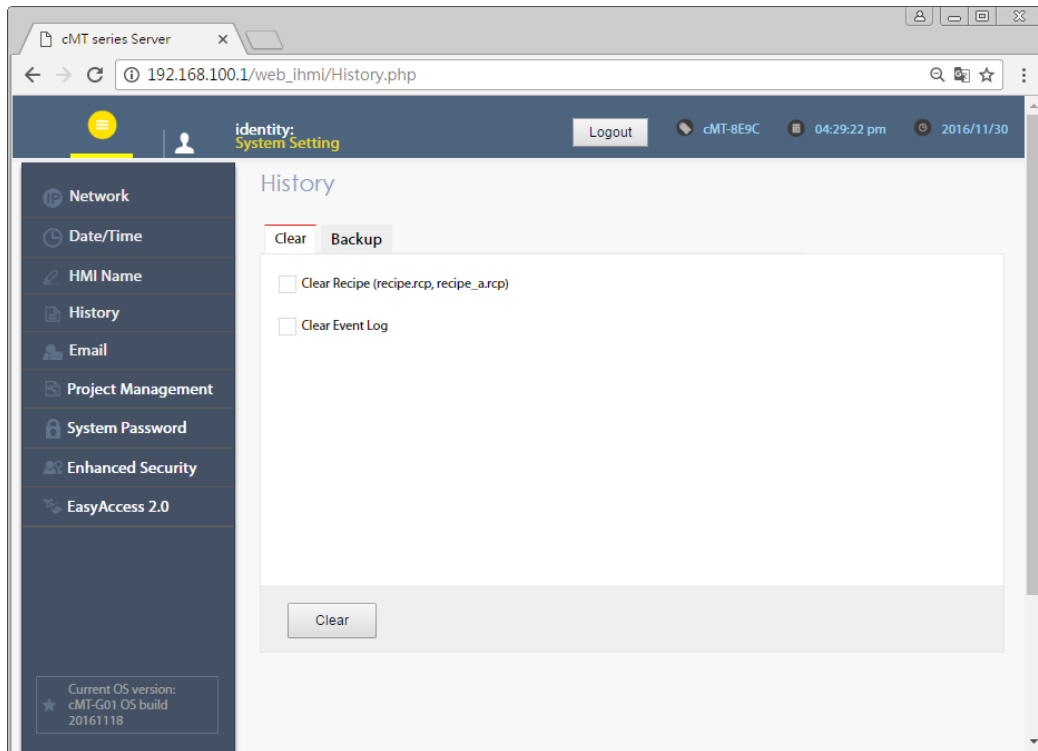 cMT series Server
192.168.100.1/web_ihmi/History.php
identity:
System Setting
Logout
cMT-8E9C
04:29:22 pm
2016/11/30
Network
Date/Time
HMI Name
History
Email
Project Management
System Password
Enhanced Security
EasyAccess 2.0
Current OS version:
cMT-G01 OS build
20161118
History
Clear
Backup
Clear Recipe (recipe.rcp, recipe_a.rcp)
Clear Event Log
Clear